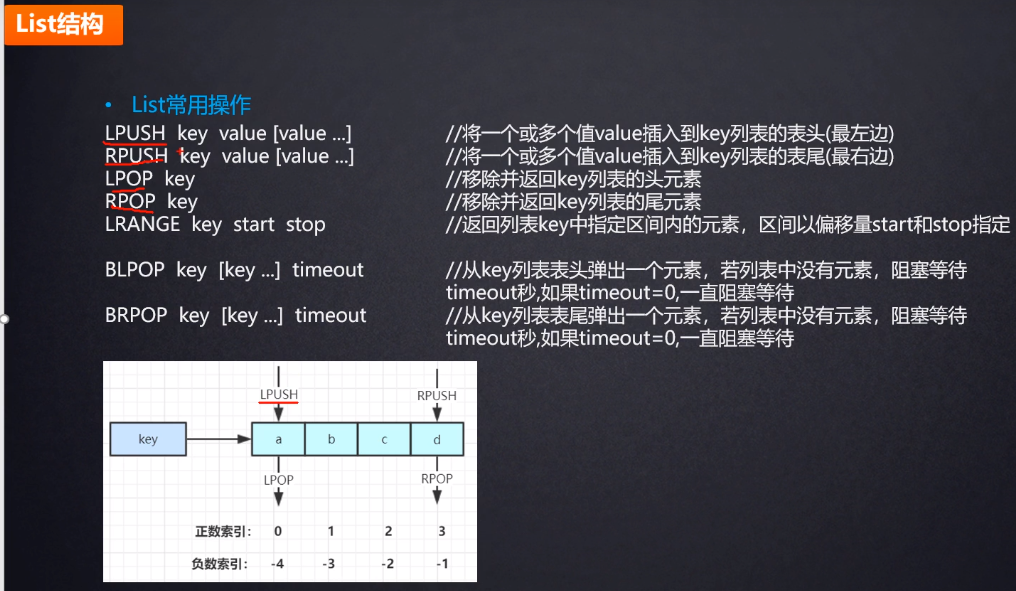 List结构
• List常用操作
LPUSH key value [value ...] //将一个或多个值value插入到key列表的表头(最左边)
RPUSH key value [value ...] //将一个或多个值value插入到key列表的表尾(最右边)
LPOP key //移除并返回key列表的头元素
RPOP key //移除并返回key列表的尾元素
LRANGE key start stop //返回列表key中指定区间内的元素，区间以偏移量start和stop指定
BLPOP key [key ...] timeout //从key列表表头弹出一个元素，若列表中没有元素，阻塞等待
timeout秒,如果timeout=0,一直阻塞等待
BRPOP key [key ...] timeout //从key列表表尾弹出一个元素，若列表中没有元素，阻塞等待
timeout秒,如果timeout=0,一直阻塞等待
LPUSH RPUSH
key a b c d
LPOP RPOP
正数索引: 0 1 2 3
负数索引: -4 -3 -2 -1